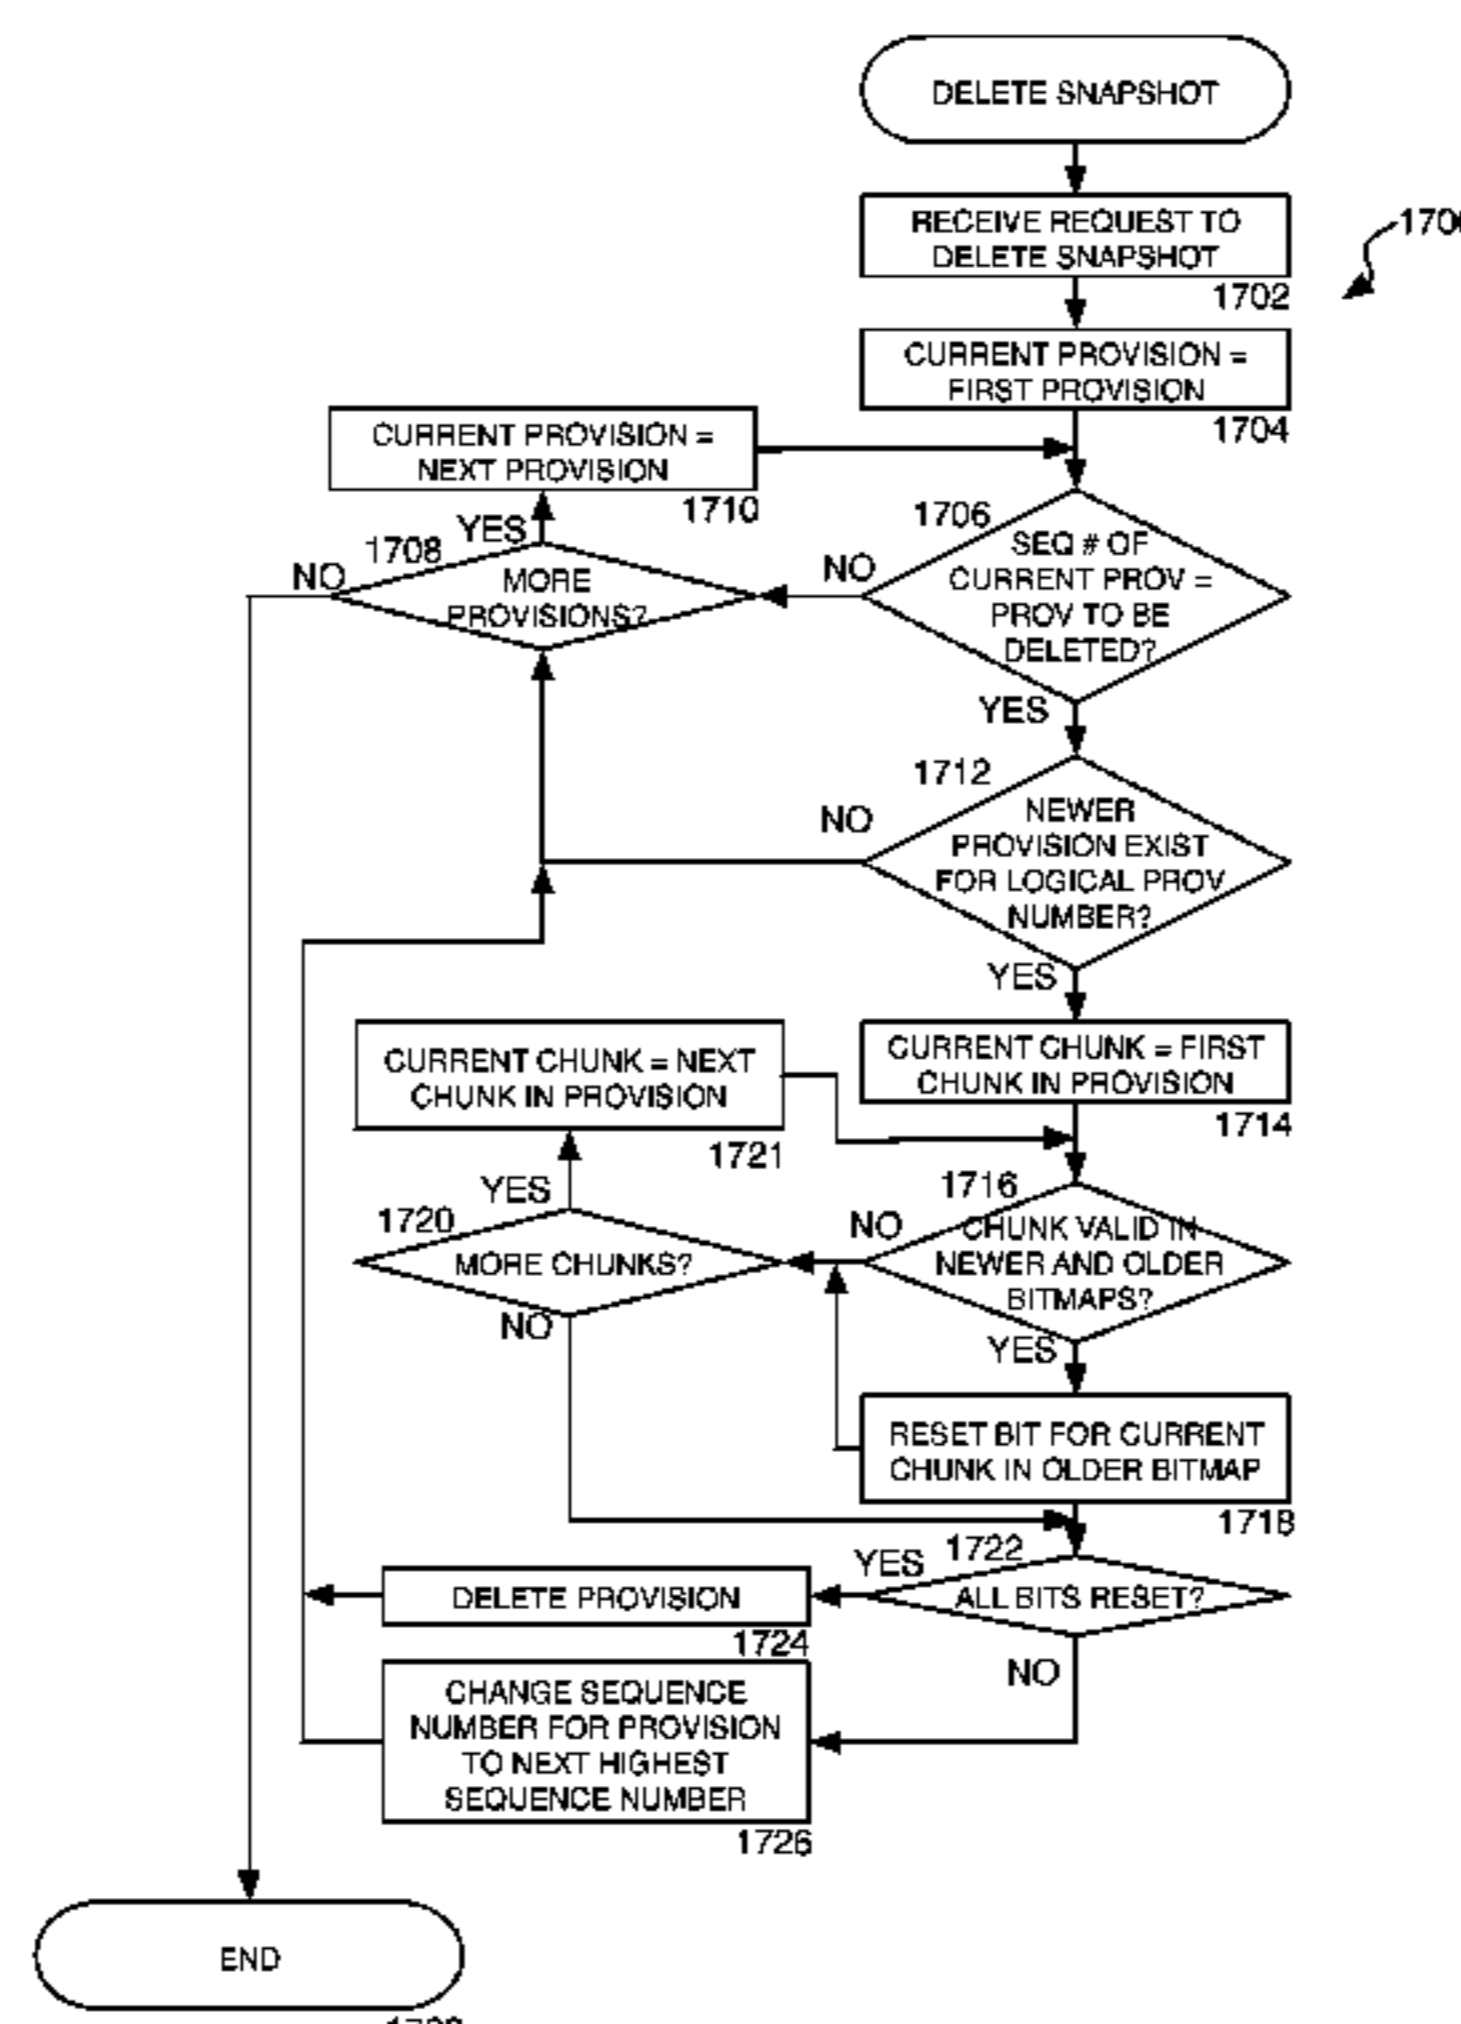 DELETE SNAPSHOT
RECEIVE REQUEST TO
DELETE SNAPSHOT
1702
CURRENT PROVISION =
FIRST PROVISION
1704
CURRENT PROVISION =
NEXT PROVISION
1710
YES
1708
NO
MORE
PROVISIONS?
NO
1706
SEQ # OF
CURRENT PROV =
PROV TO BE
DELETED?
YES
1712
NO
NEWER
PROVISION EXIST
FOR LOGICAL PROV
NUMBER?
YES
CURRENT CHUNK = NEXT
CHUNK IN PROVISION
1721
CURRENT CHUNK = FIRST
CHUNK IN PROVISION
1714
YES
1720
MORE CHUNKS?
NO
1716
NO
CHUNK VALID IN
NEWER AND OLDER
BITMAPS?
YES
RESET BIT FOR CURRENT
CHUNK IN OLDER BITMAP
1718
1722
YES
ALL BITS RESET?
NO
DELETE PROVISION
1724
CHANGE SEQUENCE
NUMBER FOR PROVISION
TO NEXT HIGHEST
SEQUENCE NUMBER
1726
END